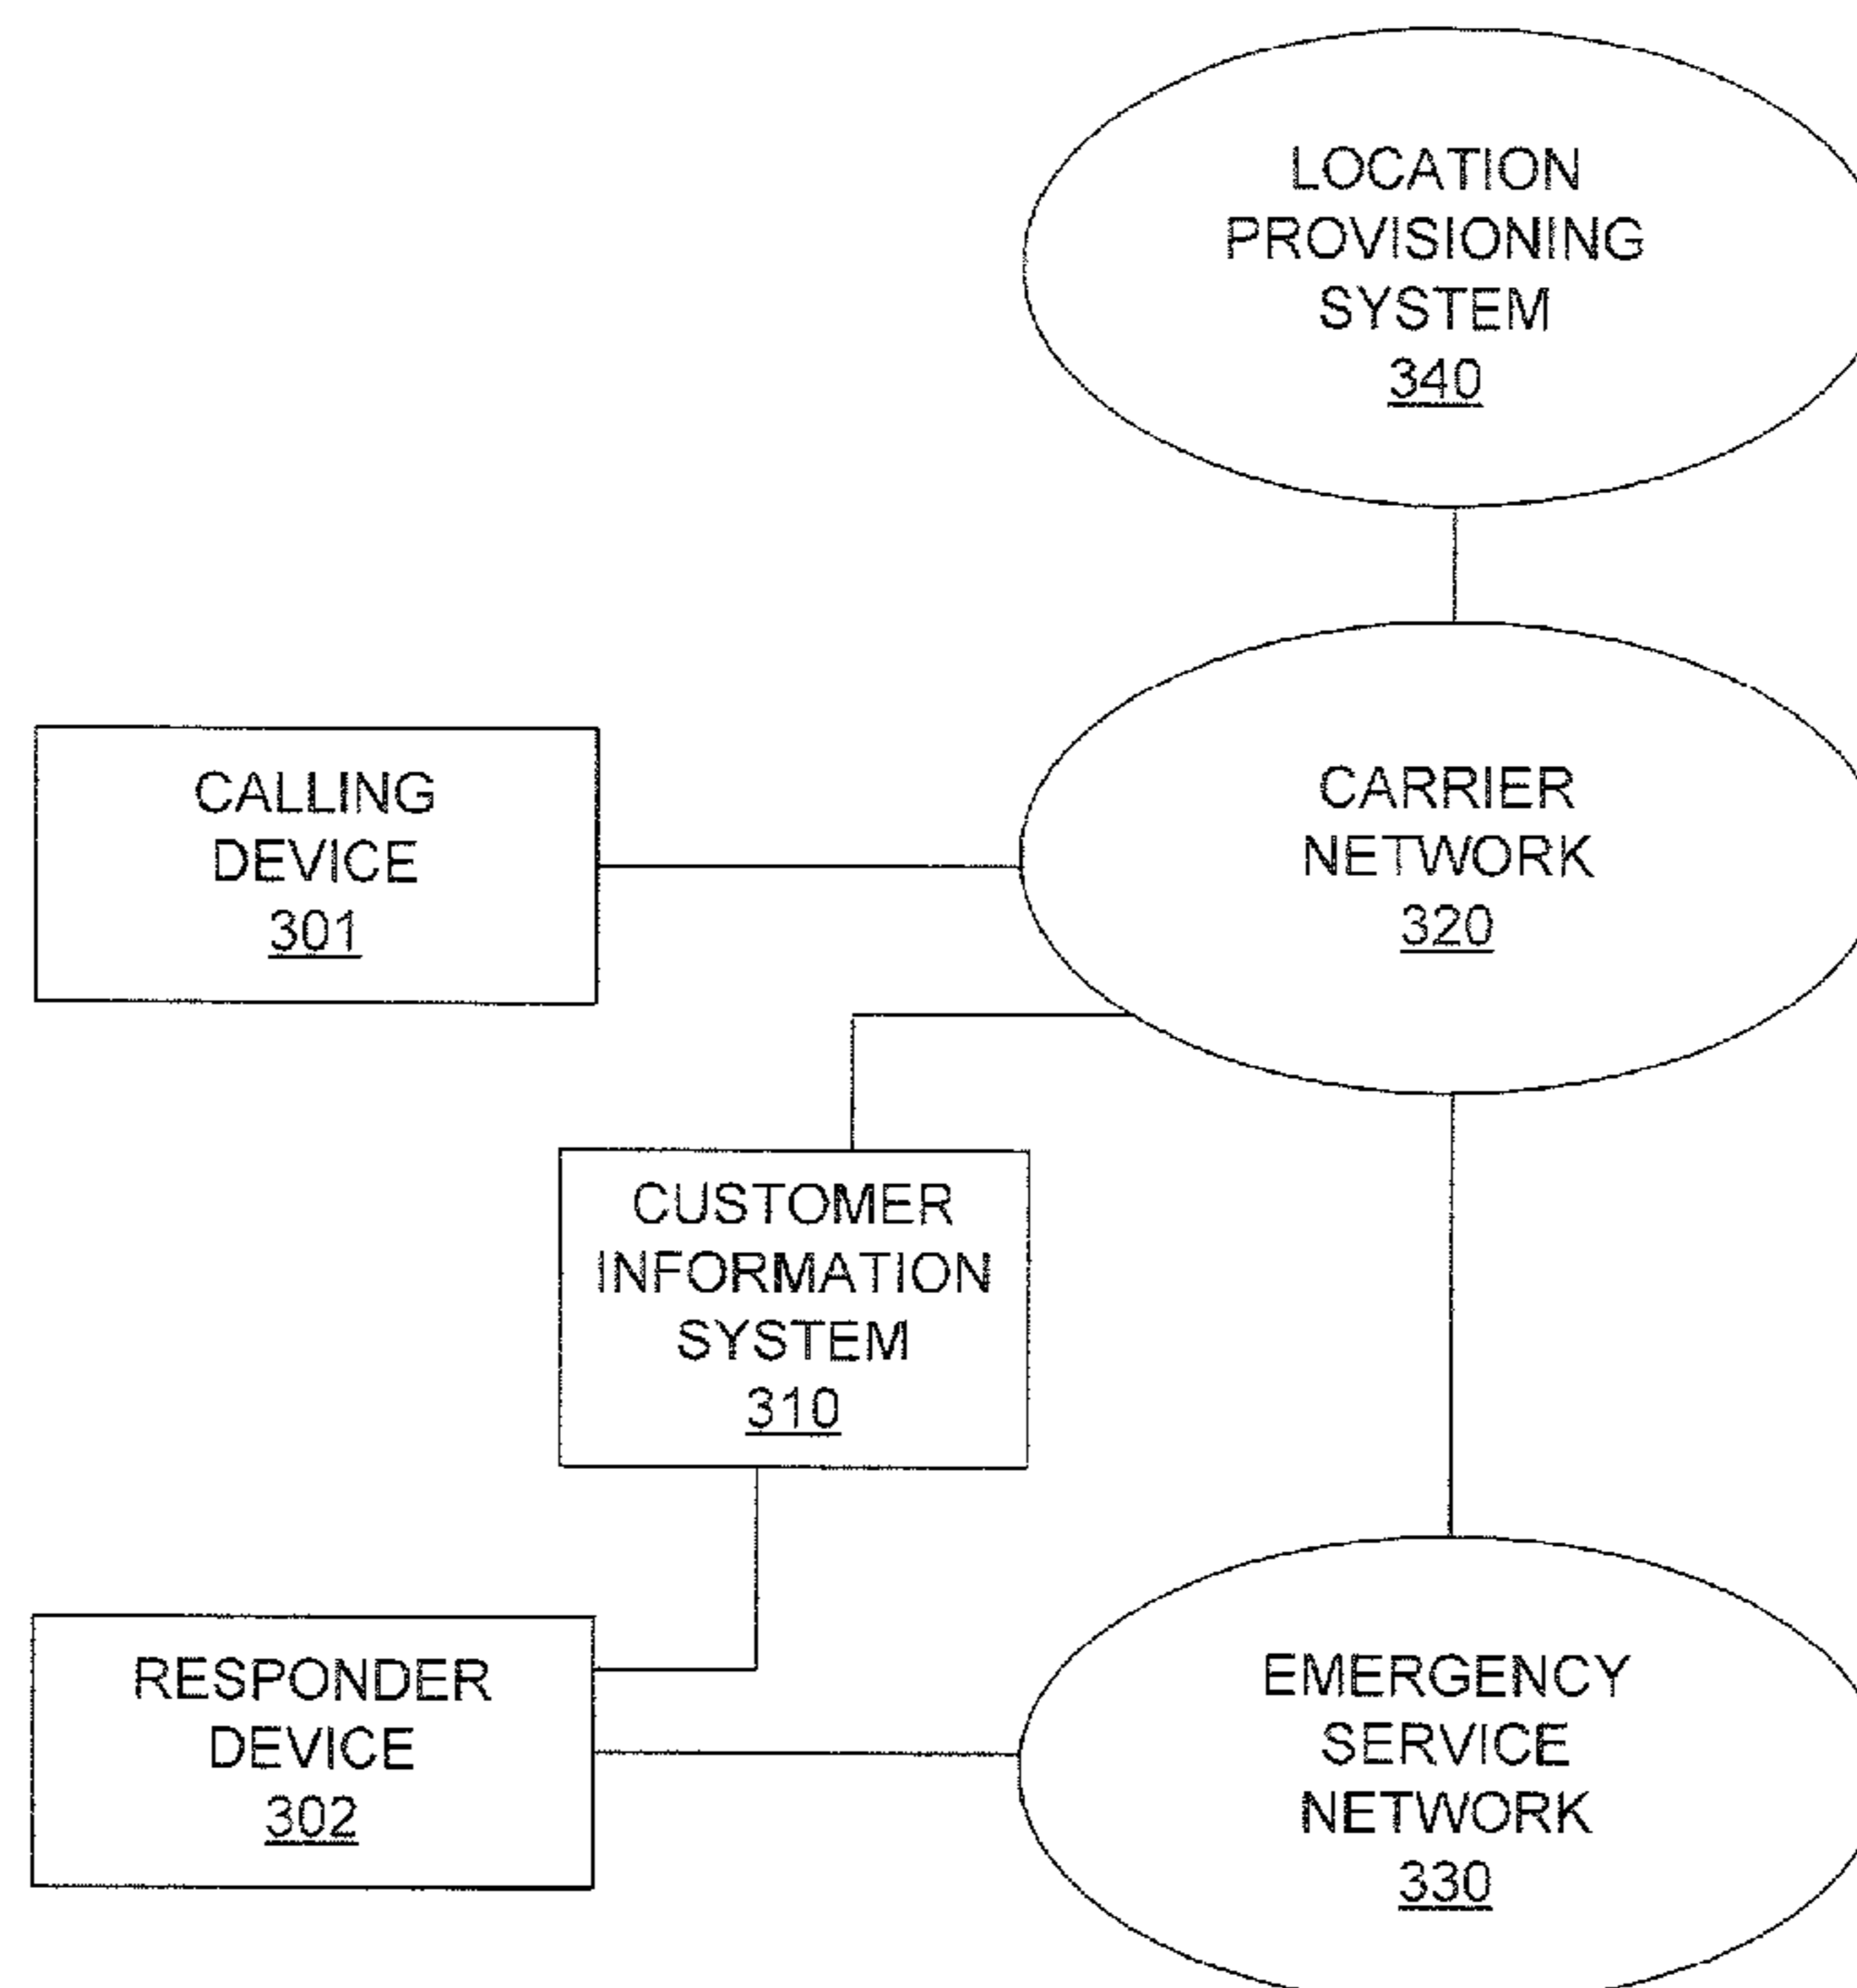 LOCATION
PROVISIONING
SYSTEM
340
CALLING
DEVICE
301
CARRIER
NETWORK
320
CUSTOMER
INFORMATION
SYSTEM
310
RESPONDER
DEVICE
302
EMERGENCY
SERVICE
NETWORK
330